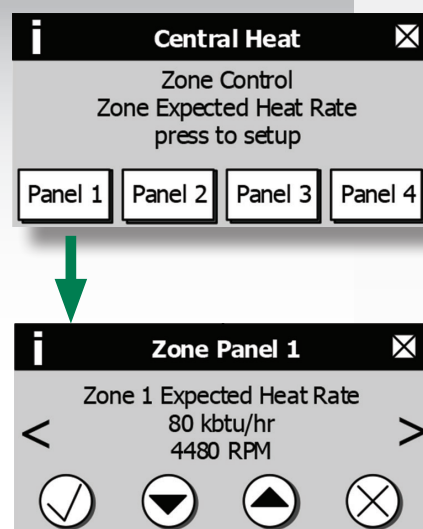 i Central Heat
Zone Control
Zone Expected Heat Rate
press to setup
Panel 1 Panel 2 Panel 3 Panel 4
i Zone Panel 1
Zone 1 Expected Heat Rate
< 80 kbtu/hr >
4480 RPM